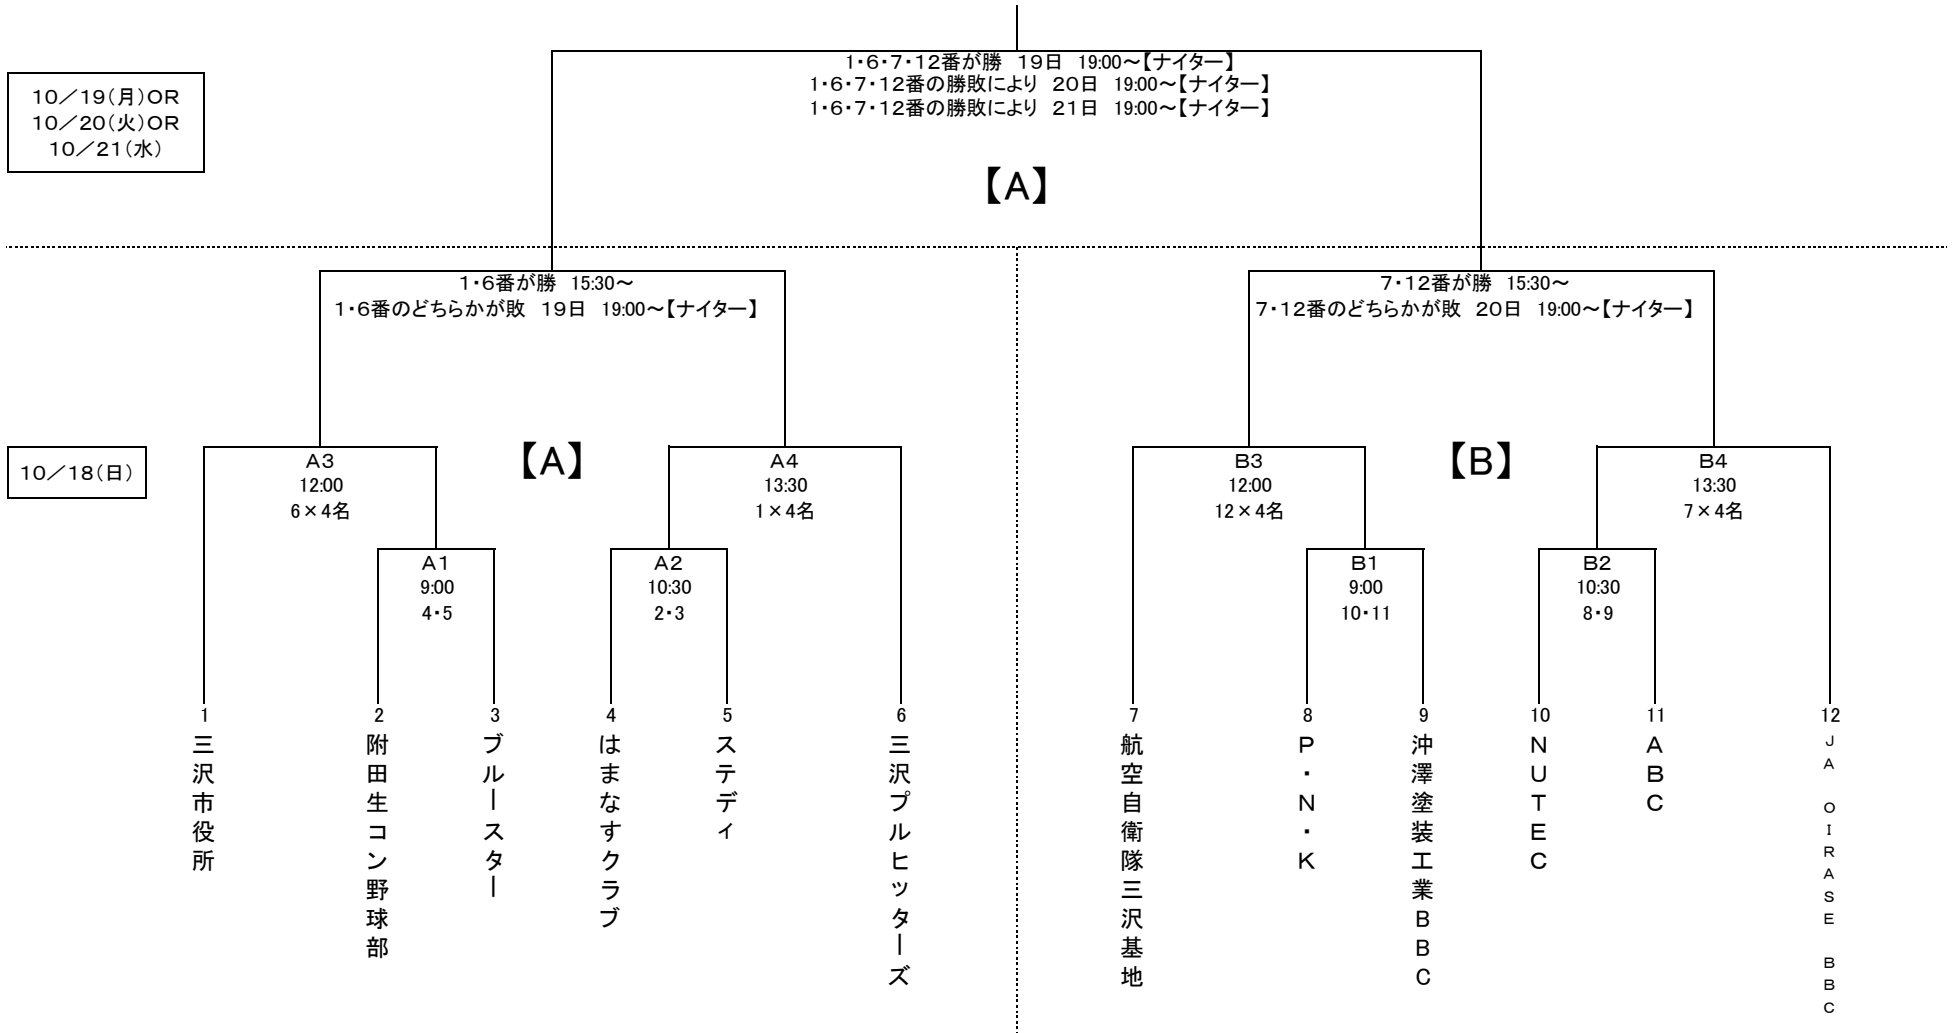 1・6・7・12番が勝　19日　19:00～【ナイター】
1・6・7・12番の勝敗により　20日　19:00～【ナイター】
1・6・7・12番の勝敗により　21日　19:00～【ナイター】
10／19（月）OR
10／20（火）OR
10／21（水）
【A】
1・6番が勝　15:30～
1・6番のどちらかが敗　19日　19:00～【ナイター】
7・12番が勝　15:30～
7・12番のどちらかが敗　20日　19:00～【ナイター】
10／18（日）
A3
12:00
6×4名
【A】
A4
13:30
1×4名
B3
12:00
12×4名
【B】
B4
13:30
7×4名
A1
9:00
4・5
A2
10:30
2・3
B1
9:00
10・11
B2
10:30
8・9
1
三沢市役所
2
附田生コン野球部
3
ブルースター
4
はまなすクラブ
5
ステディ
6
三沢プルヒッターズ
7
航空自衛隊三沢基地
8
P・N・K
9
沖澤塗装工業BBC
10
NUTEC
11
ABC
12
JA OIRASE BBC